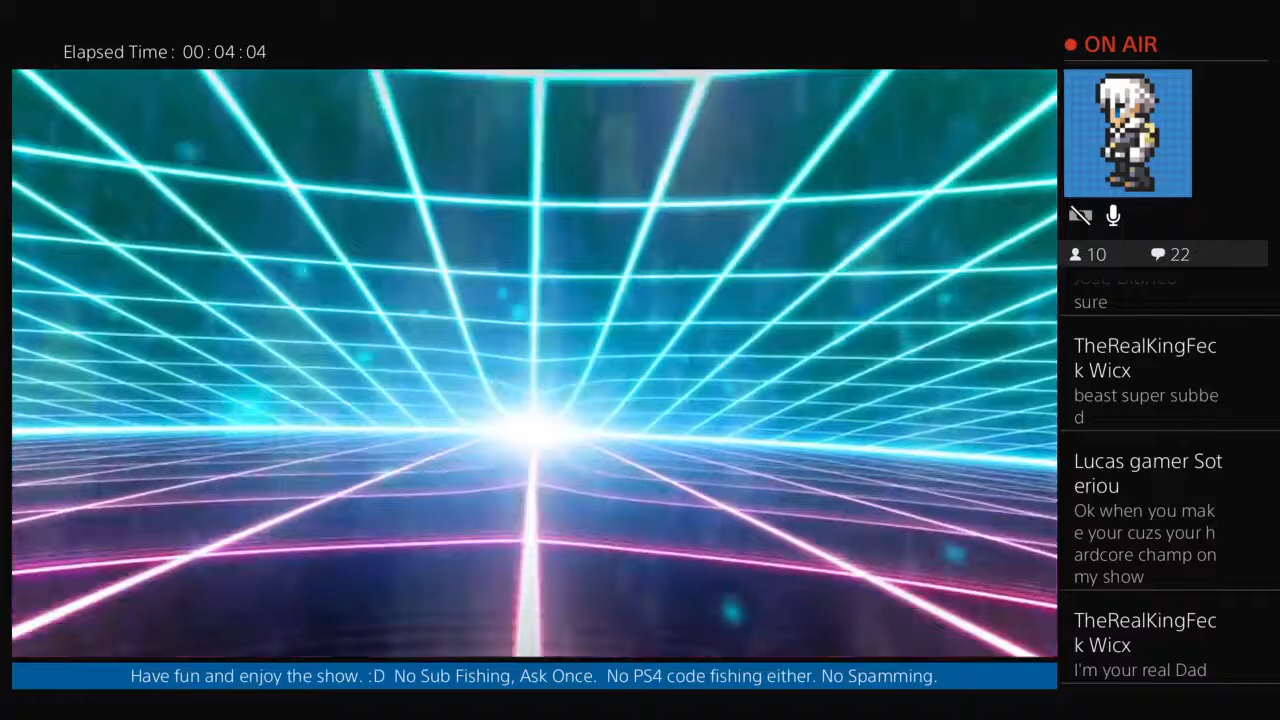 Elapsed Time: 00:04:04
ON AIR
10 22
sure
TheRealKingFec
k Wicx
beast super subbe
d
Lucas gamer Sot
eriou
Ok when you mak
e your cuzs your h
ardcore champ on
my show
TheRealKingFec
k Wicx
I'm your real Dad
Have fun and enjoy the show. :D No Sub Fishing, Ask Once. No PS4 code fishing either. No Spamming.